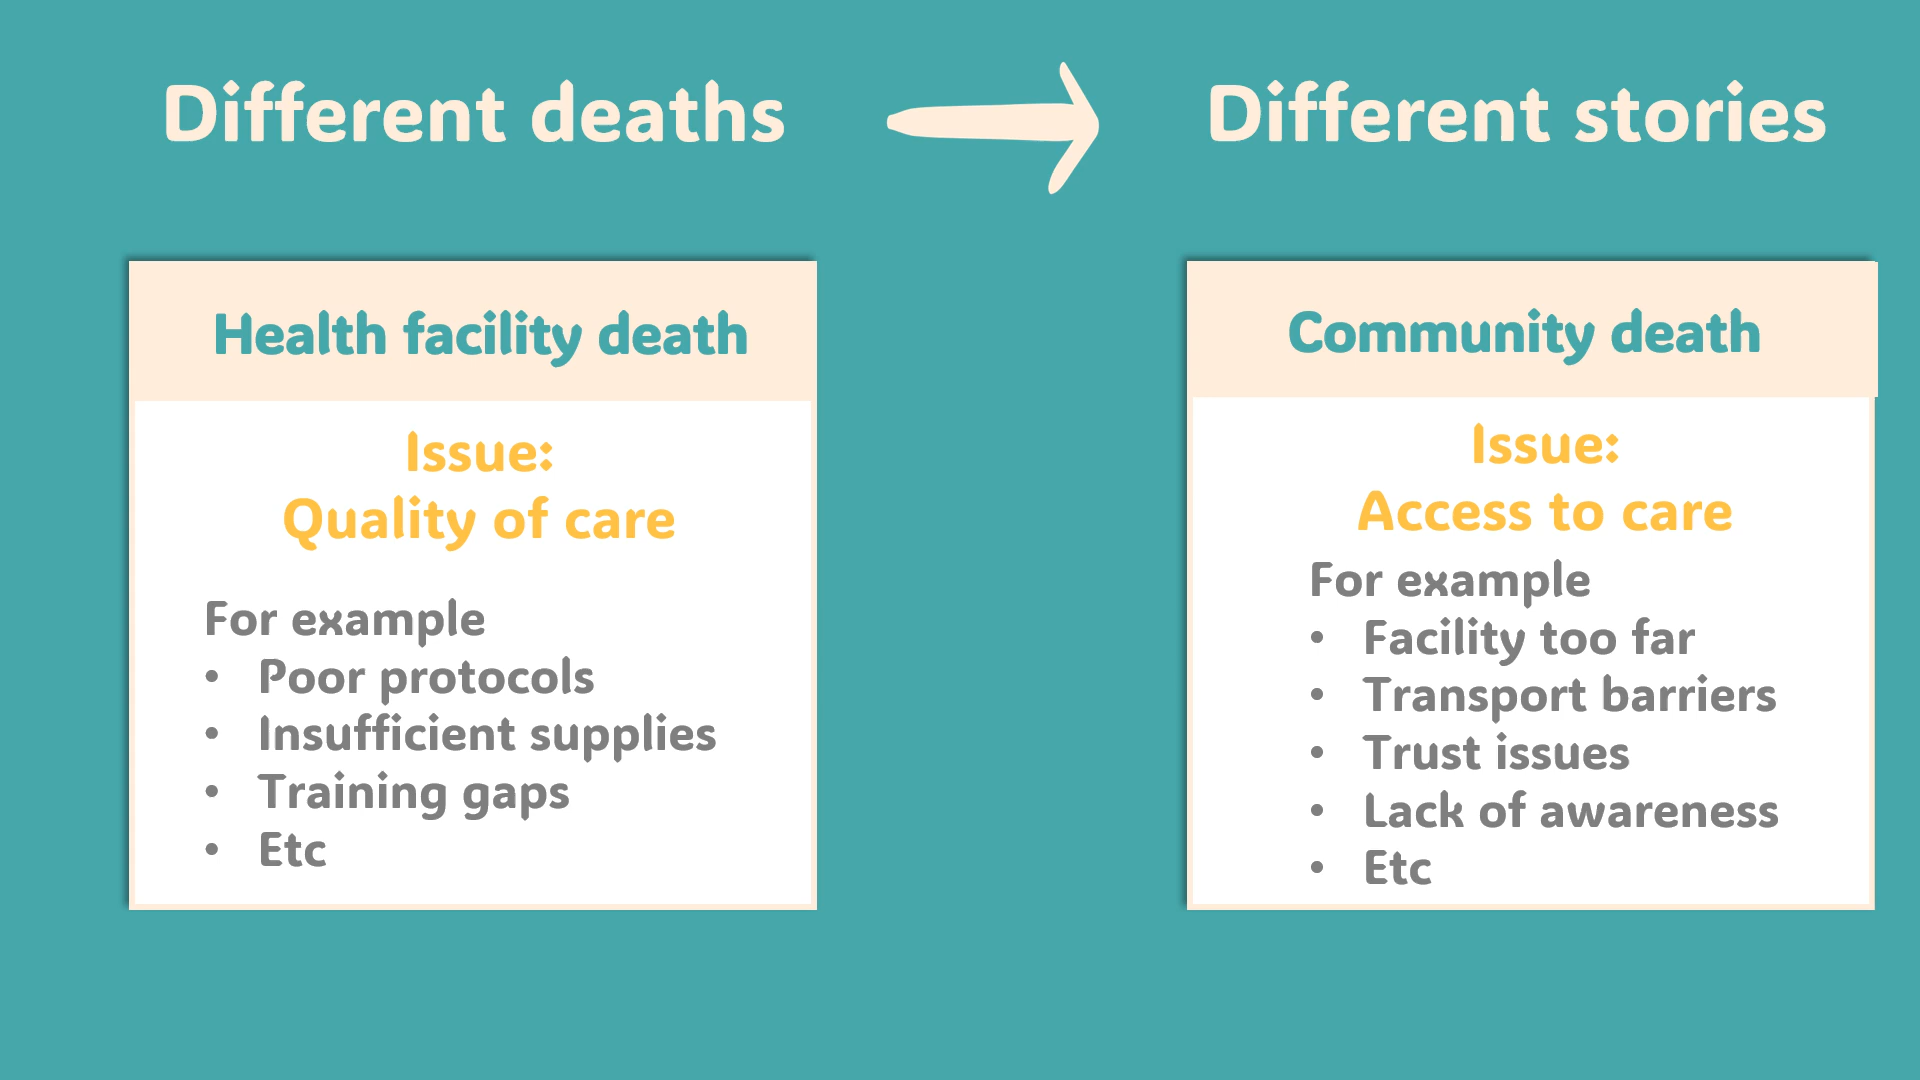 Different deaths
Different stories
Health facility death
Issue:
Quality of care
For example
• Poor protocols
• Insufficient supplies
• Training gaps
• Etc
Community death
Issue:
Access to care
For example
• Facility too far
• Transport barriers
• Trust issues
• Lack of awareness
• Etc